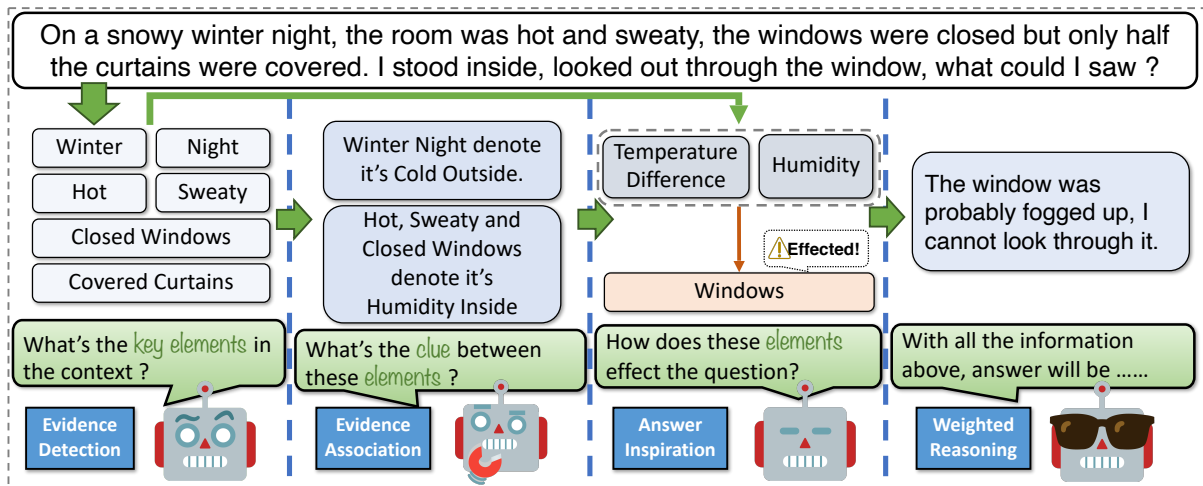 On a snowy winter night, the room was hot and sweaty, the windows were closed but only half
the curtains were covered. I stood inside, looked out through the window, what could I saw ?
Winter
Night
Hot
Sweaty
Closed Windows
Covered Curtains
Winter Night denote
it's Cold Outside.
Hot, Sweaty and
Closed Windows
denote it's
Humidity Inside
Temperature
Difference
Humidity
Effected!
Windows
The window was
probably fogged up, I
cannot look through it.
What's the key elements in
the context ?
What's the clue between
these elements ?
How does these elements
effect the question?
With all the information
above, answer will be ......
Evidence
Detection
Evidence
Association
Answer
Inspiration
Weighted
Reasoning